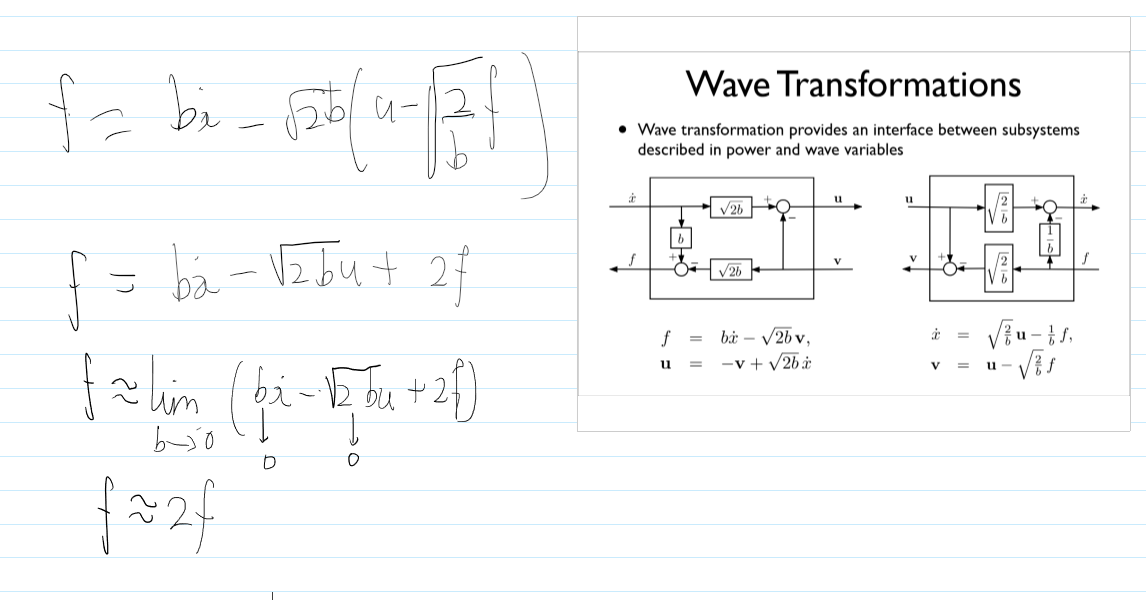 f = bẋ - √2b(u - √(2/b) f)
f = bẋ - √2b u + 2f
f ≈ lim (bẋ - √2b u + 2f)
b→0 ↓ ↓
0 0
f ≈ 2f
Wave Transformations
• Wave transformation provides an interface between subsystems
described in power and wave variables
ẋ √2b + − u
b
f + − √2b v
u √(2/b) + − ẋ
1/b
v + − √(2/b) f
f = bẋ − √2b v,
u = −v + √2b ẋ
ẋ = √(2/b) u − 1/b f,
v = u − √(2/b) f